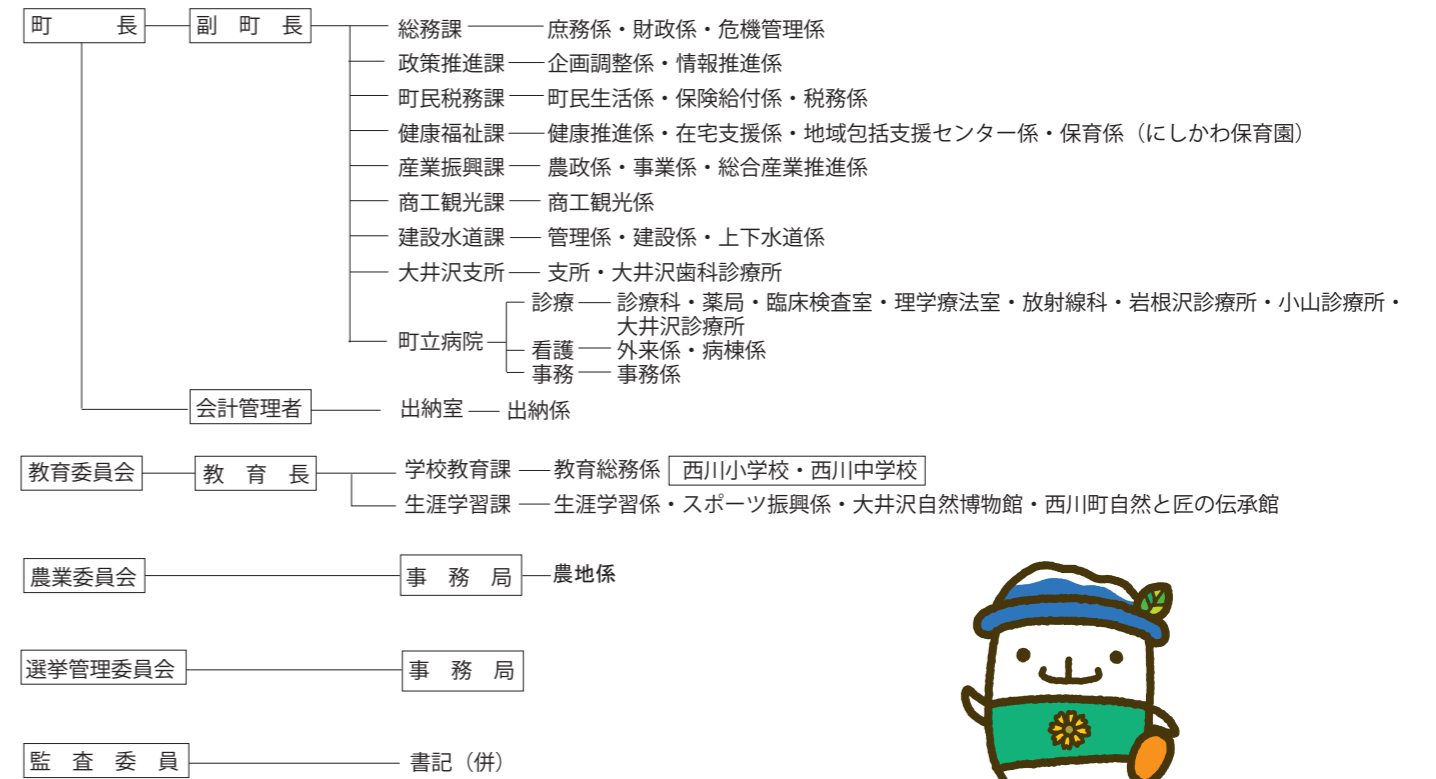 町　長 副 町 長 総務課 庶務係・財政係・危機管理係
政策推進課 企画調整係・情報推進係
町民税務課 町民生活係・保険給付係・税務係
健康福祉課 健康推進係・在宅支援係・地域包括支援センター係・保育係（にしかわ保育園）
産業振興課 農政係・事業係・総合産業推進係
商工観光課 商工観光係
建設水道課 管理係・建設係・上下水道係
大井沢支所 支所・大井沢歯科診療所
町立病院 診療 診療科・薬局・臨床検査室・理学療法室・放射線科・岩根沢診療所・小山診療所・
大井沢診療所
看護 外来係・病棟係
事務 事務係
会計管理者 出納室 出納係
教育委員会 教 育 長 学校教育課 教育総務係 西川小学校・西川中学校
生涯学習課 生涯学習係・スポーツ振興係・大井沢自然博物館・西川町自然と匠の伝承館
農業委員会 事 務 局 農地係
選挙管理委員会 事 務 局
監 査 委 員 書記（併）